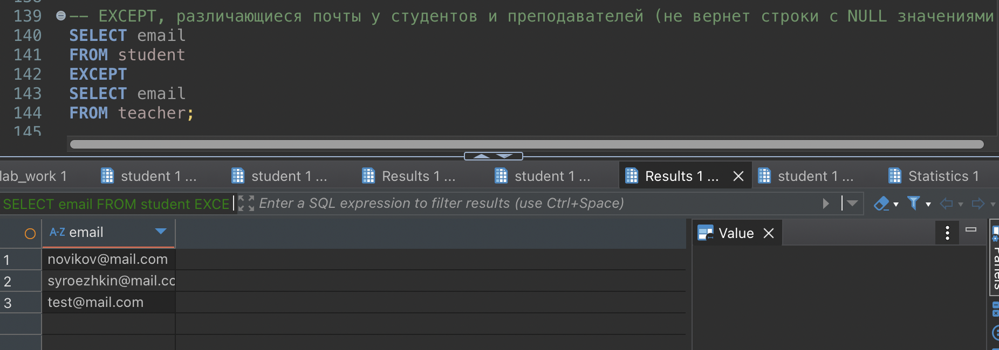 139 -- EXCEPT, различающиеся почты у студентов и преподавателей (не вернет строки с NULL значениями
140 SELECT email
141 FROM student
142 EXCEPT
143 SELECT email
144 FROM teacher;
145
lab_work 1 student 1 ... student 1 ... Results 1 ... student 1 ... Results 1 ... student 1 ... Statistics 1
SELECT email FROM student EXCE Enter a SQL expression to filter results (use Ctrl+Space)
A-Z email
Value
Panels
1 novikov@mail.com
2 syroezhkin@mail.co
3 test@mail.com